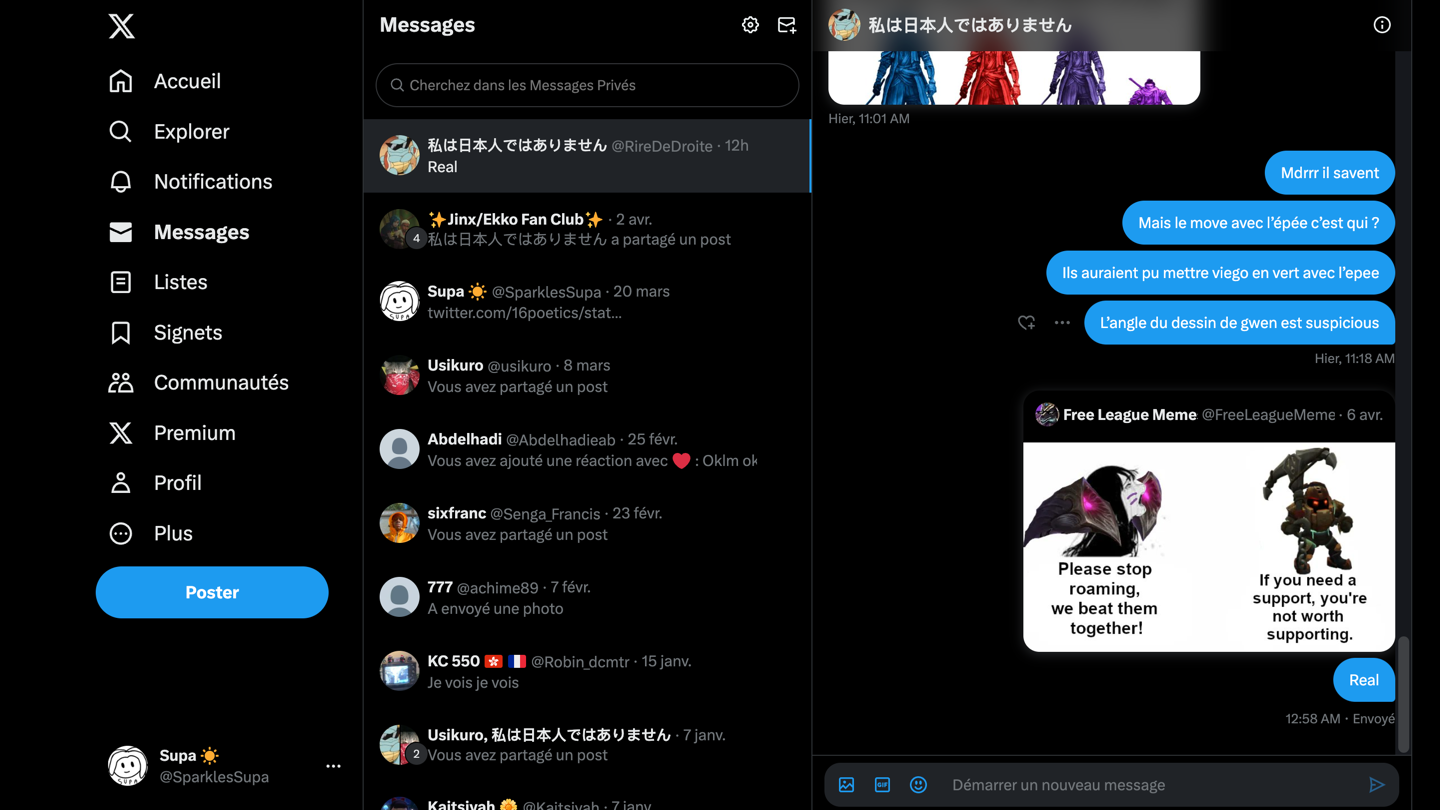 Accueil
Explorer
Notifications
Messages
Listes
Signets
Communautés
Premium
Profil
Plus
Poster
Supa ☀️
@SparklesSupa
Messages
Cherchez dans les Messages Privés
私は日本人ではありません @RireDeDroite · 12h
Real
✨Jinx/Ekko Fan Club✨ · 2 avr.
4
私は日本人ではありません a partagé un post
Supa ☀️ @SparklesSupa · 20 mars
twitter.com/16poetics/stat...
Usikuro @usikuro · 8 mars
Vous avez partagé un post
Abdelhadi @Abdelhadieab · 25 févr.
Vous avez ajouté une réaction avec ❤️ : Oklm ok
sixfranc @Senga_Francis · 23 févr.
Vous avez partagé un post
777 @achime89 · 7 févr.
A envoyé une photo
KC 550 🇭🇰 🇫🇷 @Robin_dcmtr · 15 janv.
Je vois je vois
Usikuro, 私は日本人ではありません · 7 janv.
2
Vous avez partagé un post
Kaitsiyah 🌼 @Kaitsiyah · 7 janv.
私は日本人ではありません
Hier, 11:01 AM
Mdrrr il savent
Mais le move avec l'épée c'est qui ?
Ils auraient pu mettre viego en vert avec l'epee
L'angle du dessin de gwen est suspicious
Hier, 11:18 AM
Free League Meme @FreeLeagueMeme · 6 avr.
Please stop
roaming,
we beat them
together!
If you need a
support, you're
not worth
supporting.
Real
12:58 AM · Envoyé
GIF
Démarrer un nouveau message